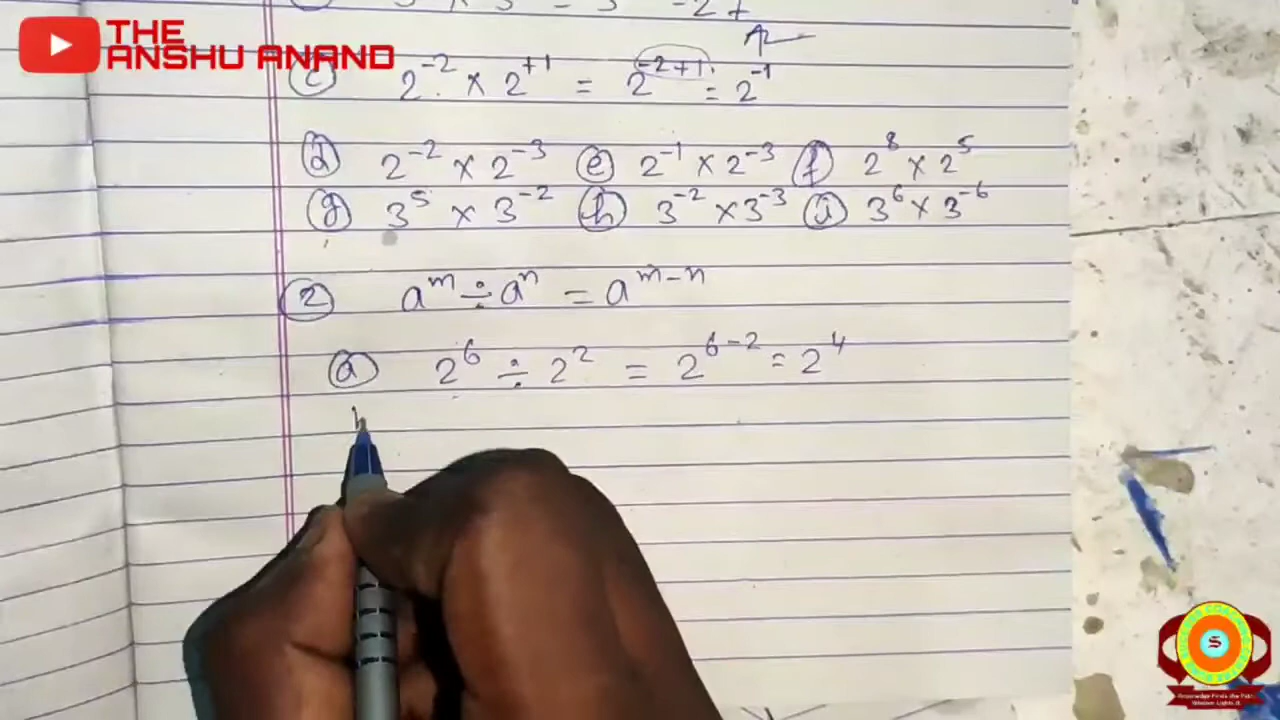 THE
ANSHU ANAND
(c) 2⁻² × 2⁺¹ = 2⁻²⁺¹ = 2⁻¹
(d) 2⁻² × 2⁻³ (e) 2⁻¹ × 2⁻³ (f) 2⁸ × 2⁵
(g) 3⁵ × 3⁻² (h) 3⁻² × 3⁻³ (i) 3⁶ × 3⁻⁶
(2) aᵐ ÷ aⁿ = aᵐ⁻ⁿ
(a) 2⁶ ÷ 2² = 2⁶⁻² = 2⁴
S